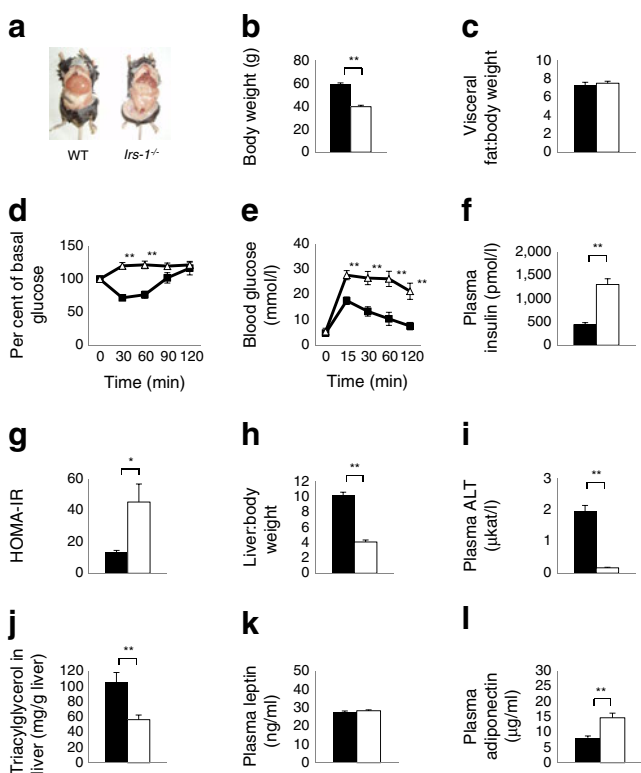 a
WT
Irs-1-/-
b
Body weight (g)
80
60
40
20
0
**
c
Visceral
fat:body weight
10
8
6
4
2
0
d
Per cent of basal
glucose
150
100
50
0
**
**
0 30 60 90 120
Time (min)
e
Blood glucose
(mmol/l)
40
30
20
10
0
**
**
**
**
0 15 30 60 120
Time (min)
f
Plasma
insulin (pmol/l)
2,000
1,500
1,000
500
0
**
g
HOMA-IR
60
40
20
0
*
h
Liver:body
weight
12
10
8
6
4
2
0
**
i
Plasma ALT
(μkat/l)
3
2
1
0
**
j
Triacylglycerol in
liver (mg/g liver)
120
100
80
60
40
20
0
**
k
Plasma leptin
(ng/ml)
50
40
30
20
10
0
l
Plasma
adiponectin
(μg/ml)
30
25
20
15
10
5
0
**